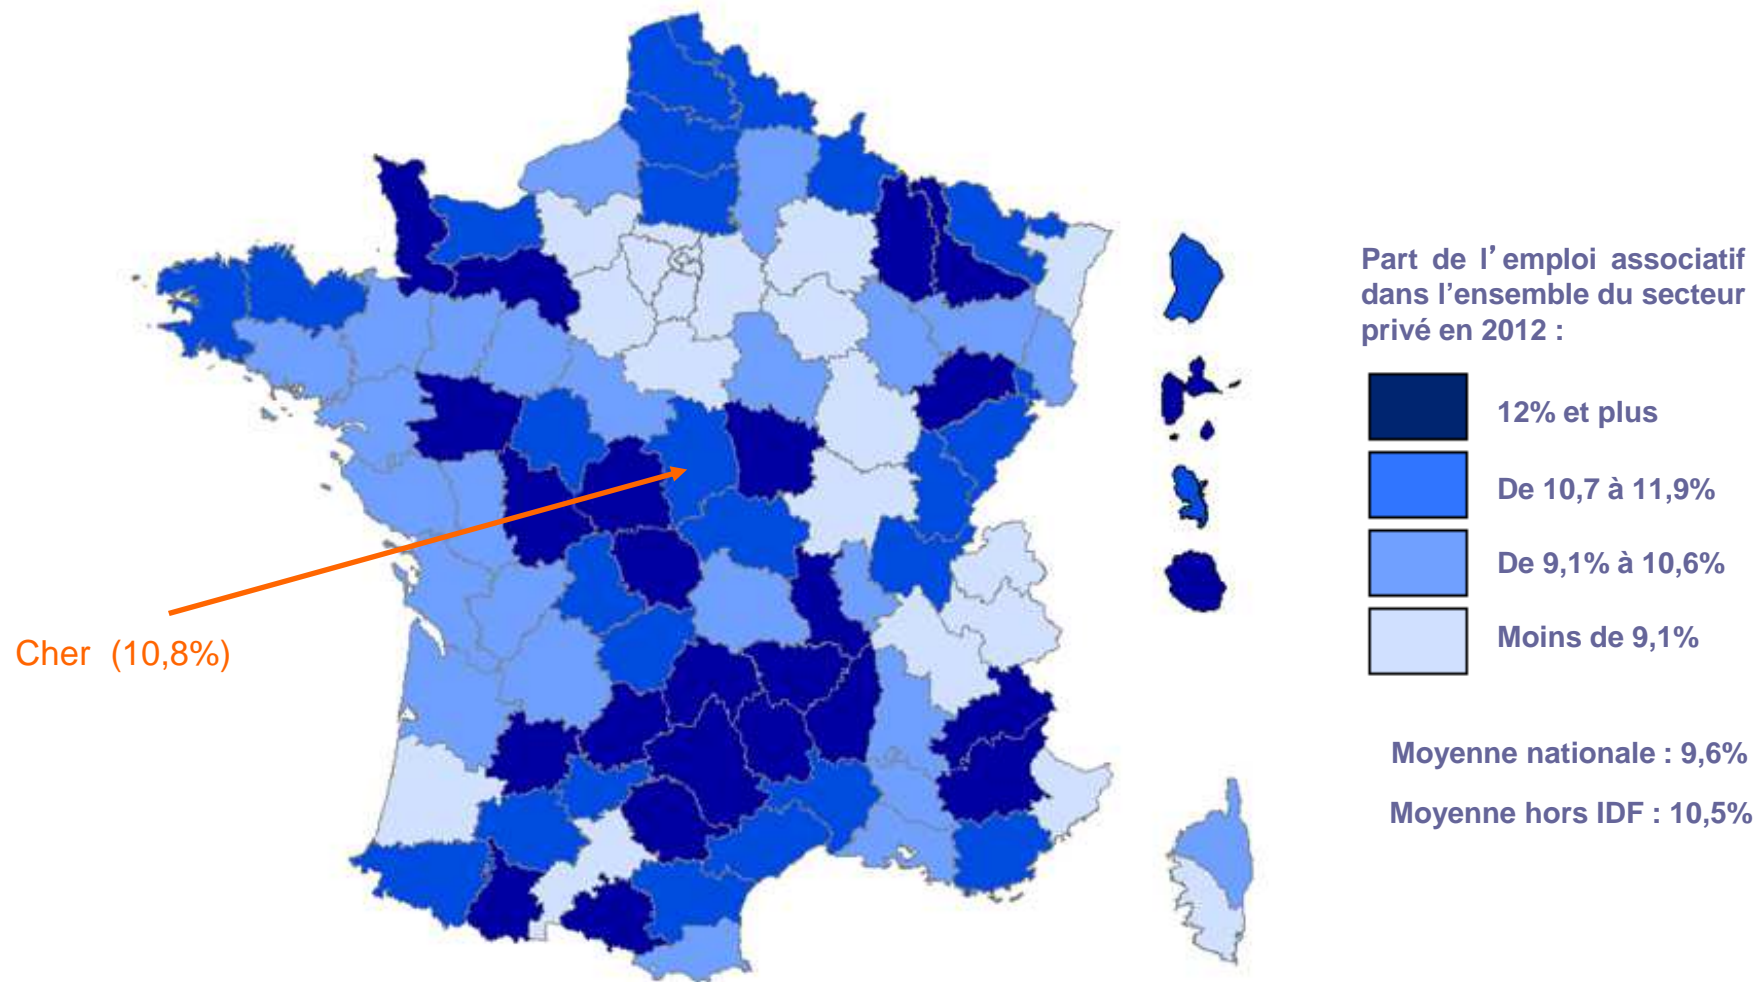 Part de l’emploi associatif
dans l'ensemble du secteur
privé en 2012 :
12% et plus
De 10,7 à 11,9%
De 9,1% à 10,6%
Moins de 9,1%
Moyenne nationale : 9,6%
Moyenne hors IDF : 10,5%
Cher (10,8%)